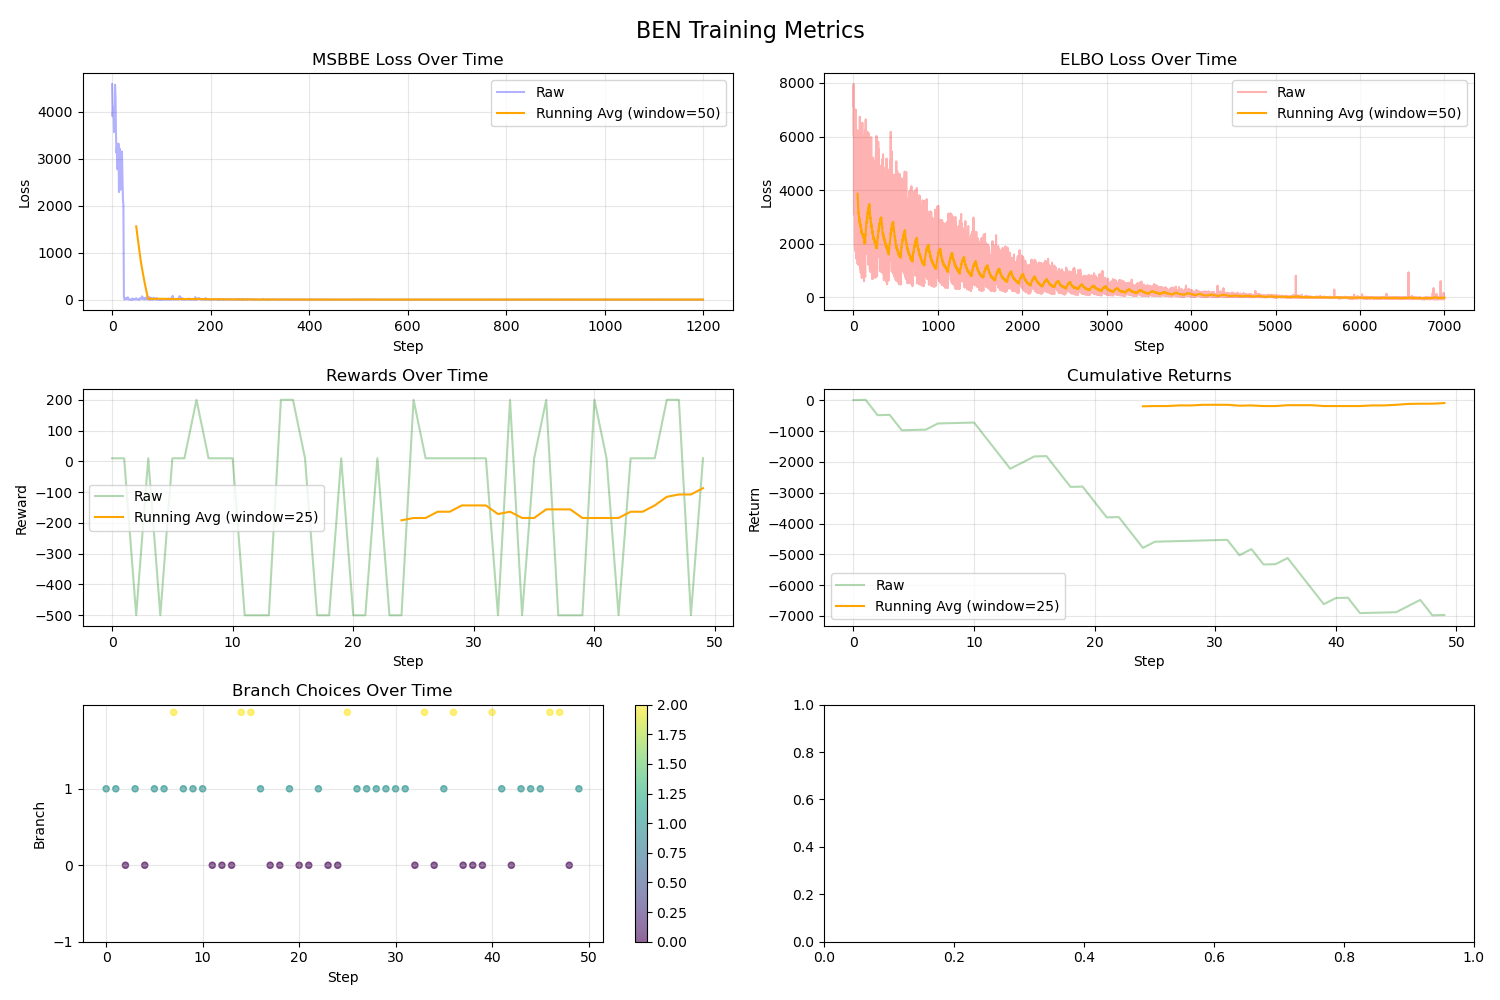 BEN Training Metrics
MSBBE Loss Over Time
Loss
4000
3000
2000
1000
0
Raw
Running Avg (window=50)
0 200 400 600 800 1000 1200
Step
ELBO Loss Over Time
Loss
8000
6000
4000
2000
0
Raw
Running Avg (window=50)
0 1000 2000 3000 4000 5000 6000 7000
Step
Rewards Over Time
Reward
200
100
0
−100
−200
−300
−400
−500
Raw
Running Avg (window=25)
0 10 20 30 40 50
Step
Cumulative Returns
Return
0
−1000
−2000
−3000
−4000
−5000
−6000
−7000
Raw
Running Avg (window=25)
0 10 20 30 40 50
Step
Branch Choices Over Time
Branch
1
0
−1
0 10 20 30 40 50
Step
2.00
1.75
1.50
1.25
1.00
0.75
0.50
0.25
0.00
1.0
0.8
0.6
0.4
0.2
0.0
0.0 0.2 0.4 0.6 0.8 1.0